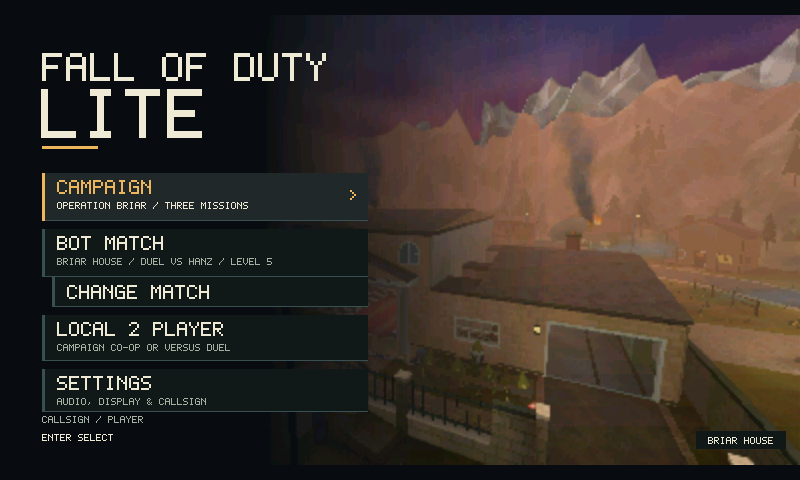 FALL OF DUTY
LITE
CAMPAIGN
OPERATION BRIAR / THREE MISSIONS
BOT MATCH
BRIAR HOUSE / DUEL VS HANZ / LEVEL 5
CHANGE MATCH
LOCAL 2 PLAYER
CAMPAIGN CO-OP OR VERSUS DUEL
SETTINGS
AUDIO, DISPLAY & CALLSIGN
CALLSIGN / PLAYER
ENTER SELECT
BRIAR HOUSE